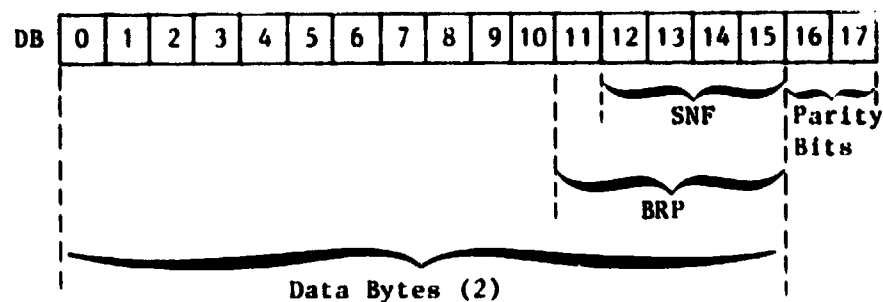 DB 0 1 2 3 4 5 6 7 8 9 10 11 12 13 14 15 16 17
SNF Parity
Bits
BRP
Data Bytes (2)